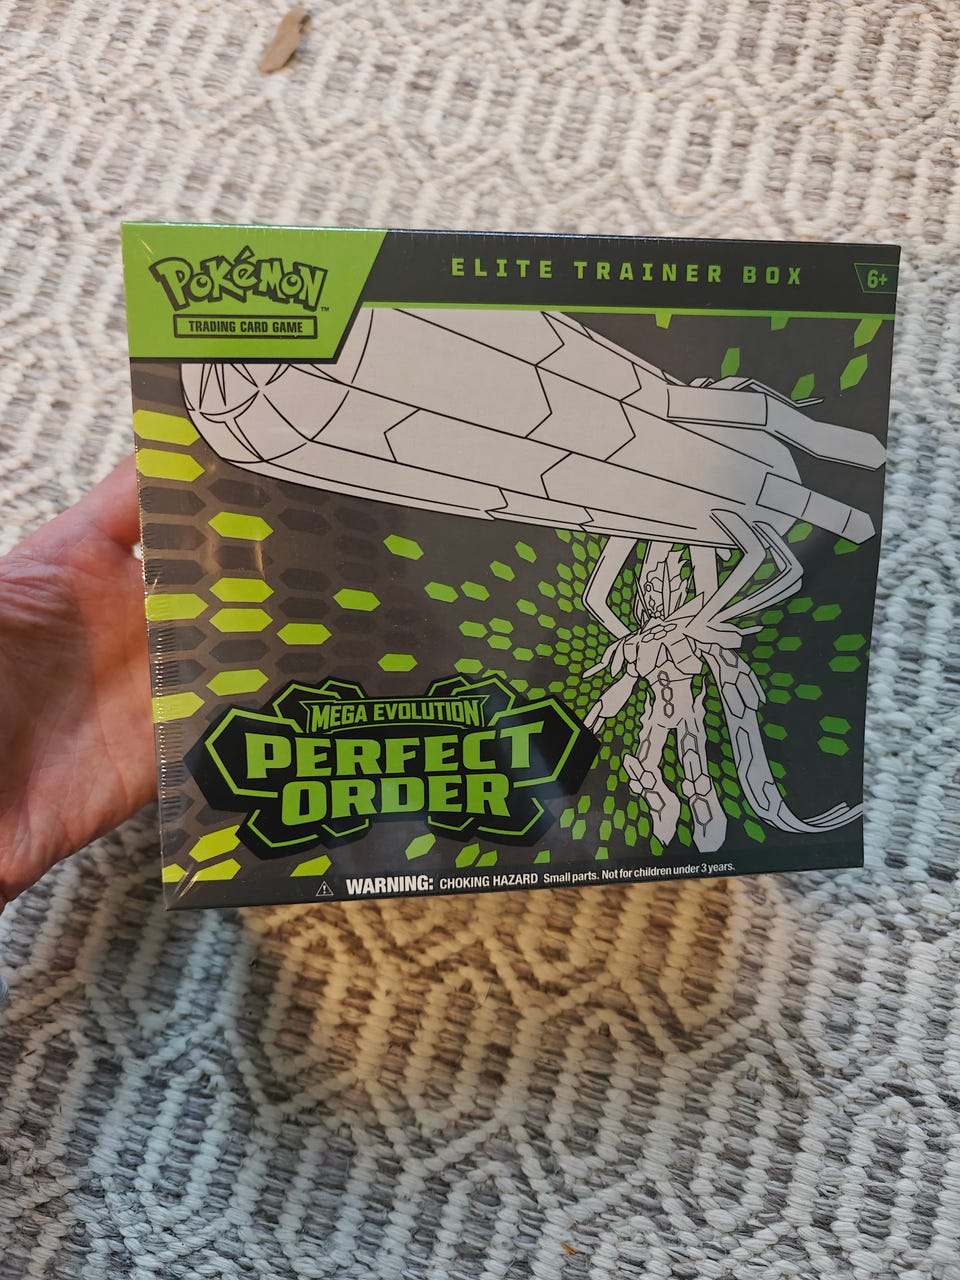 POKéMON
TM
TRADING CARD GAME
ELITE TRAINER BOX
6+
MEGA EVOLUTION
PERFECT
ORDER
WARNING: CHOKING HAZARD Small parts. Not for children under 3 years.